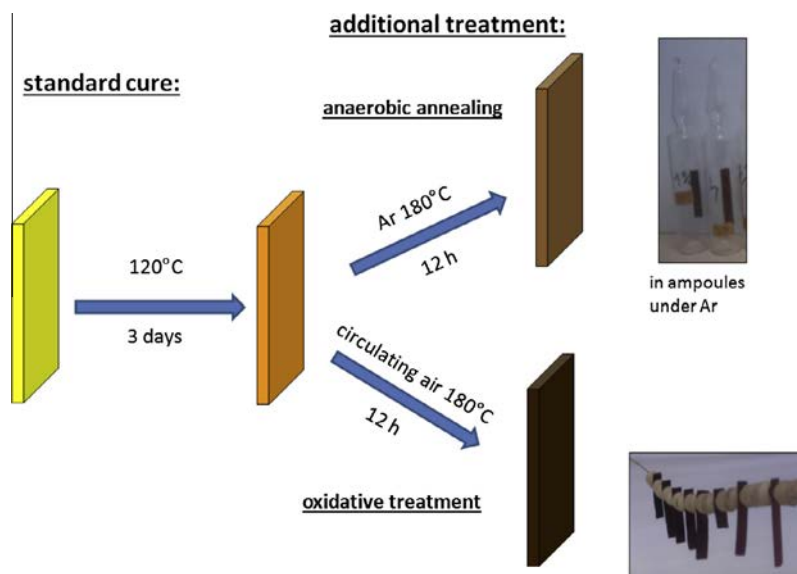 additional treatment:
standard cure:
anaerobic annealing
Ar 180°C
12 h
120°C
3 days
in ampoules
under Ar
circulating air 180°C
12 h
oxidative treatment